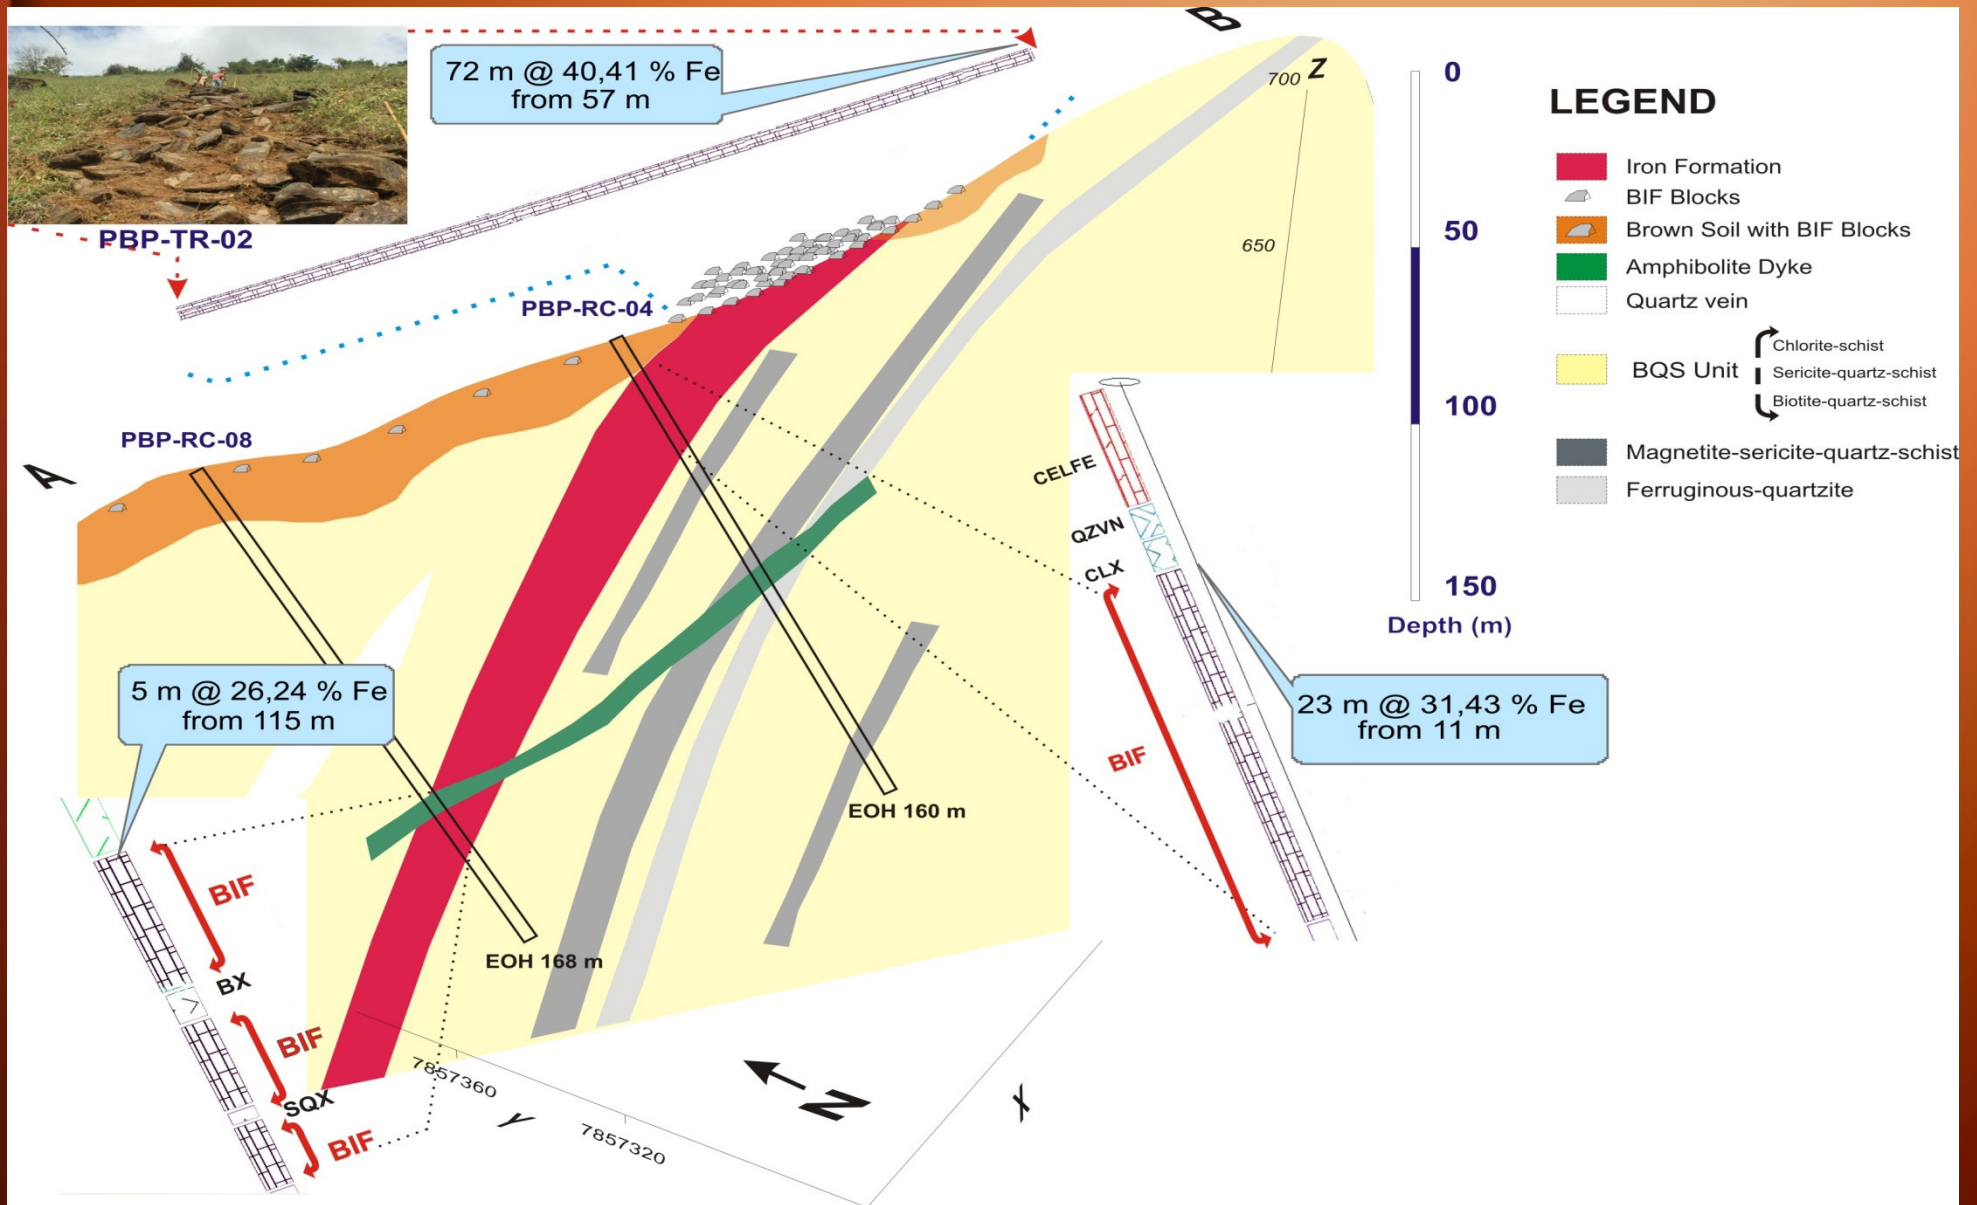 B
72 m @ 40,41 % Fe
from 57 m
PBP-TR-02
700 Z
650
PBP-RC-04
PBP-RC-08
A
0
50
100
150
Depth (m)
LEGEND
Iron Formation
BIF Blocks
Brown Soil with BIF Blocks
Amphibolite Dyke
Quartz vein
BQS Unit
Chlorite-schist
Sericite-quartz-schist
Biotite-quartz-schist
Magnetite-sericite-quartz-schist
Ferruginous-quartzite
CELFE
QZVN
CLX
BIF
23 m @ 31,43 % Fe
from 11 m
5 m @ 26,24 % Fe
from 115 m
EOH 160 m
EOH 168 m
BIF
BX
BIF
SQX
BIF
7857360
Y
7857320
N
X